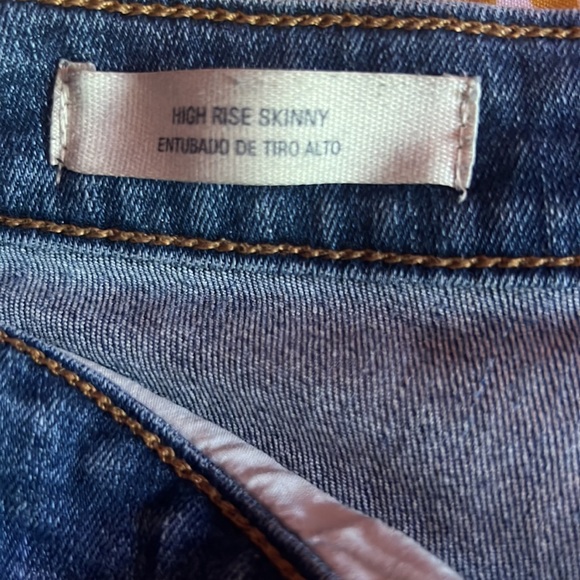 HIGH RISE SKINNY
ENTUBADO DE TIRO ALTO